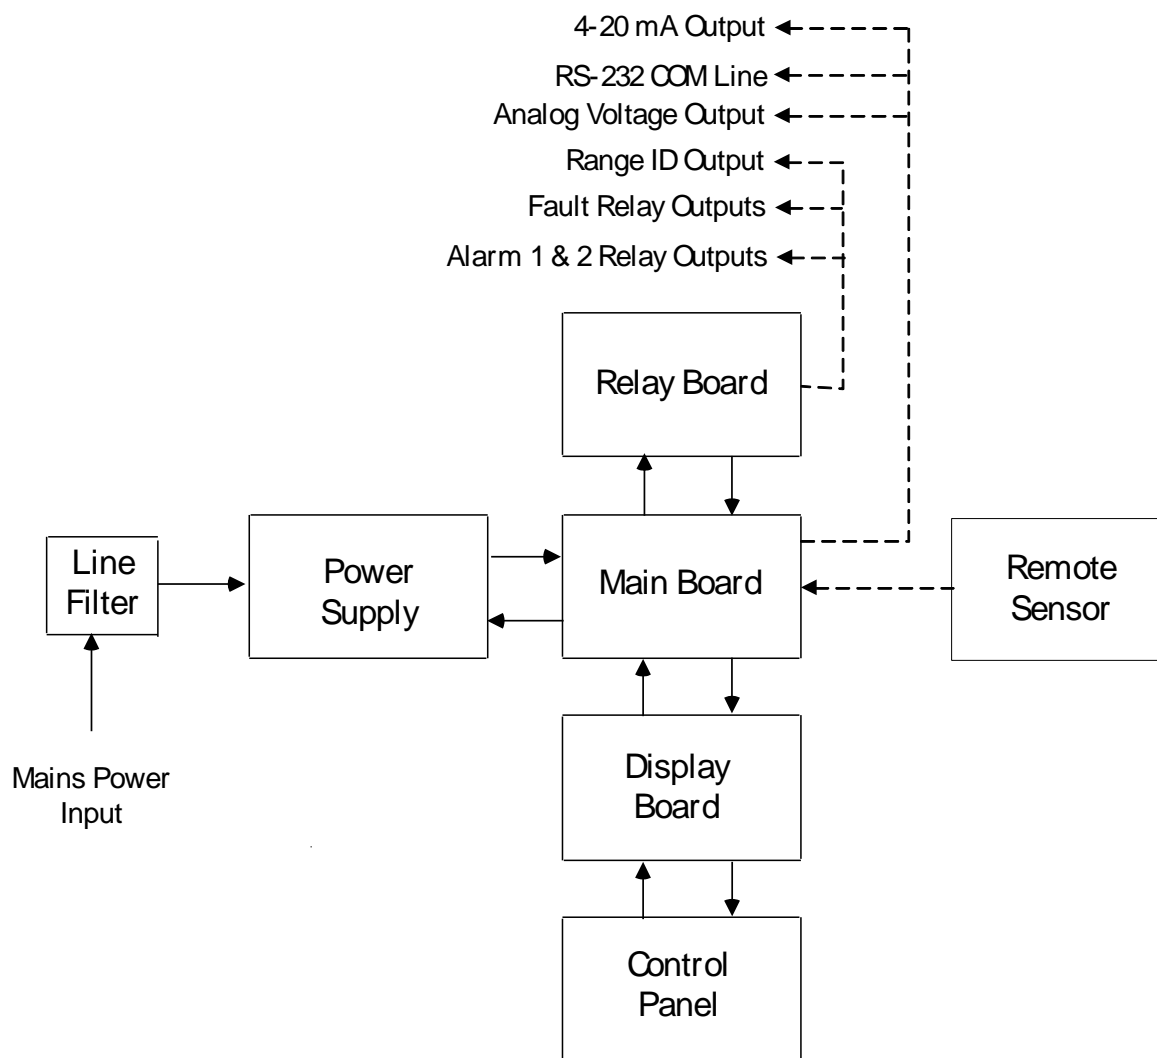 4-20 mA Output
RS-232 COM Line
Analog Voltage Output
Range ID Output
Fault Relay Outputs
Alarm 1 & 2 Relay Outputs
Relay Board
Line
Filter
Power
Supply
Main Board
Remote
Sensor
Mains Power
Input
Display
Board
Control
Panel